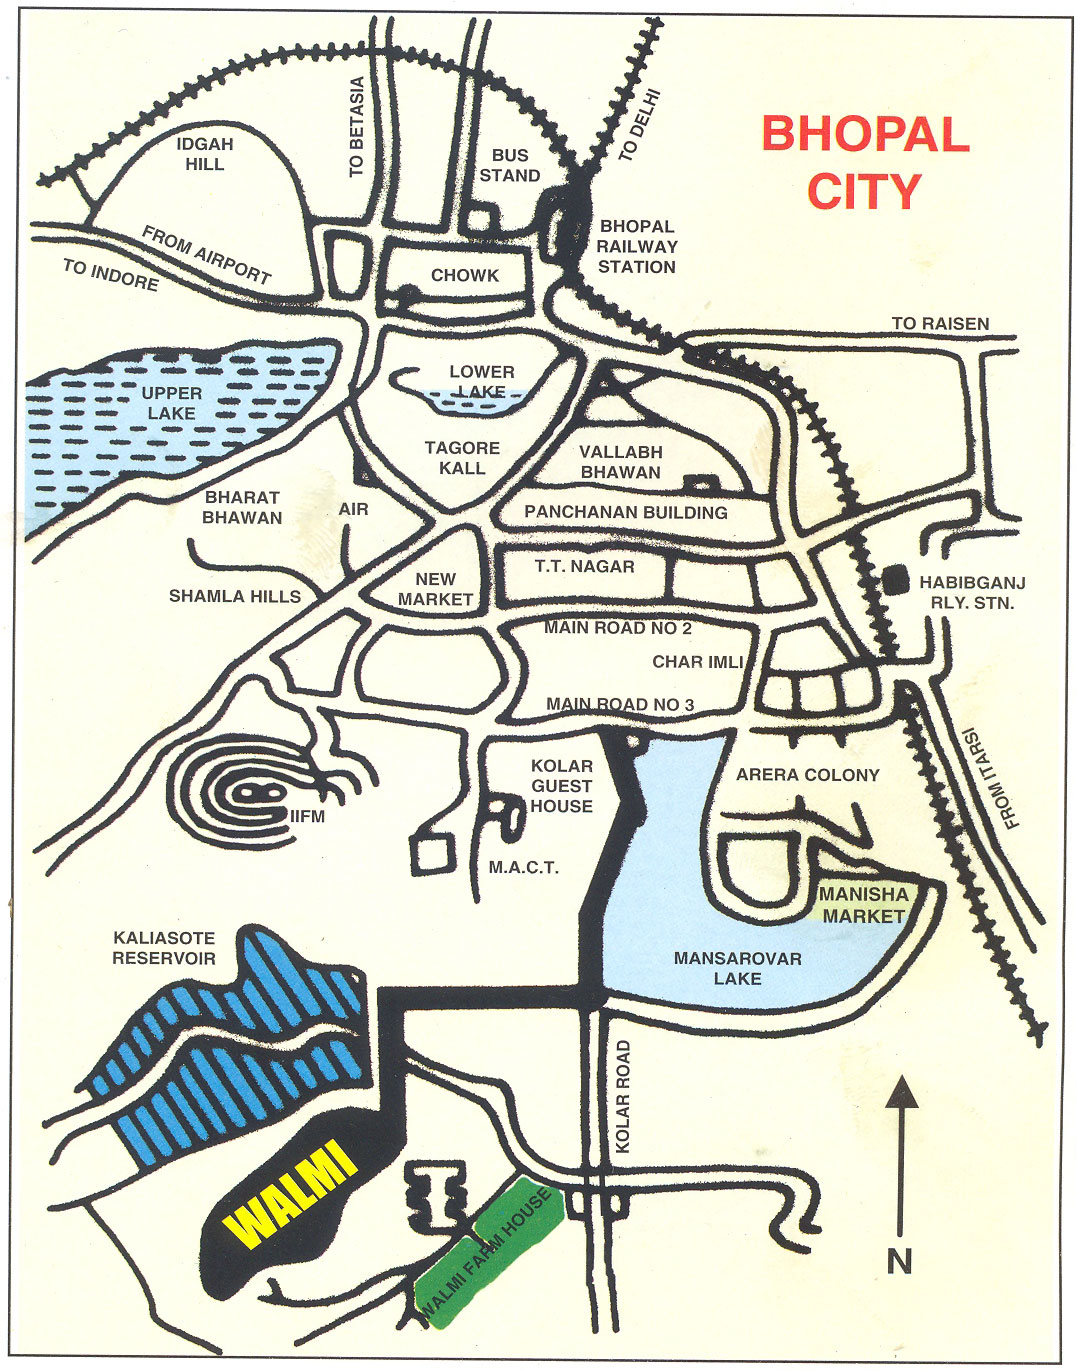 BHOPAL
CITY
TO BETASIA
TO DELHI
IDGAH
HILL
BUS
STAND
BHOPAL
RAILWAY
STATION
FROM AIRPORT
TO INDORE
CHOWK
TO RAISEN
UPPER
LAKE
LOWER
LAKE
TAGORE
KALL
VALLABH
BHAWAN
BHARAT
BHAWAN
AIR
PANCHANAN BUILDING
SHAMLA HILLS
NEW
MARKET
T.T. NAGAR
HABIBGANJ
RLY. STN.
MAIN ROAD NO 2
CHAR IMLI
MAIN ROAD NO 3
FROM ITARSI
KOLAR
GUEST
HOUSE
ARERA COLONY
IIFM
M.A.C.T.
MANISHA
MARKET
KALIASOTE
RESERVOIR
MANSAROVAR
LAKE
KOLAR ROAD
WALMI
WALMI FARM HOUSE
N